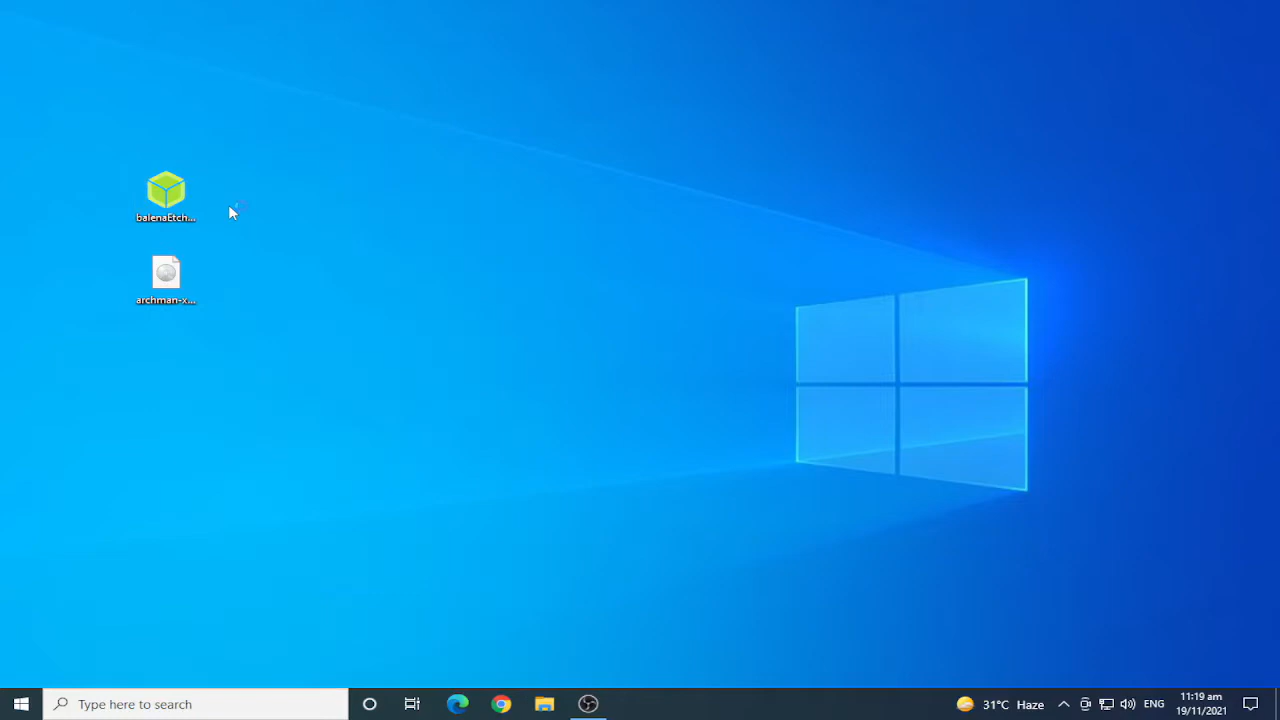 balenaEtch...
archman-x...
Type here to search
31°C Haze
ENG
11:19 am
19/11/2021